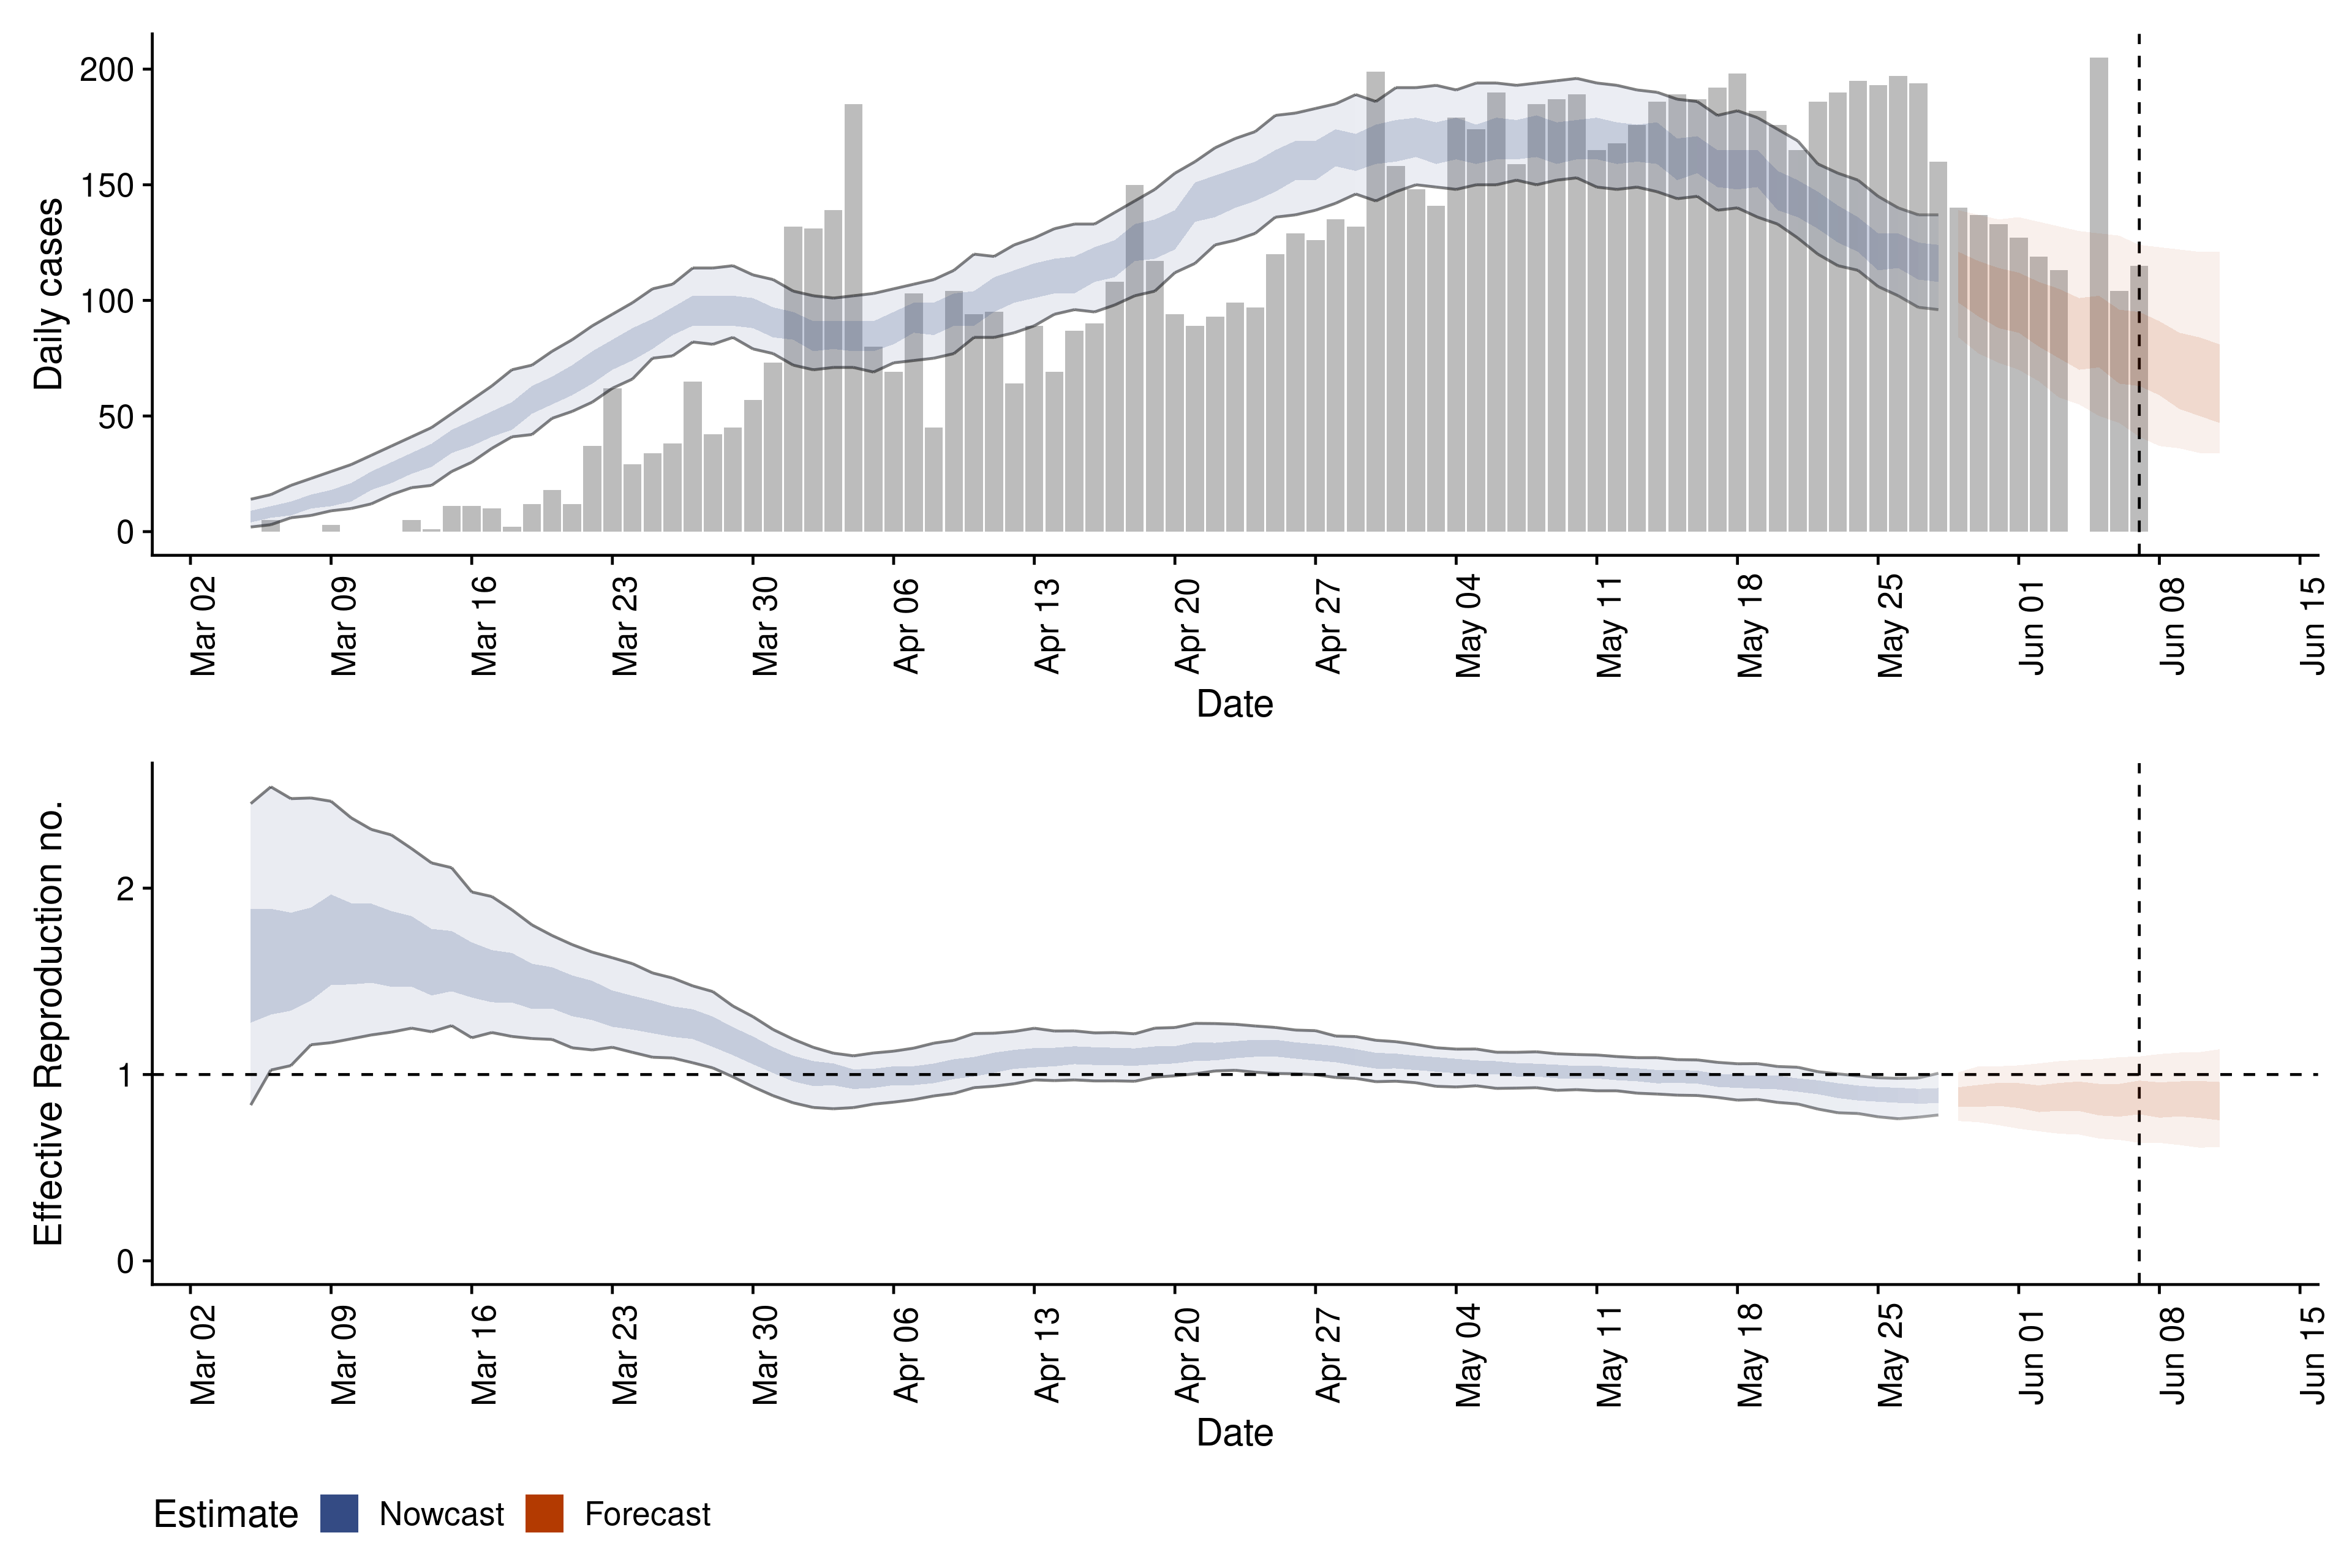 200
150
100
50
0
Daily cases
Mar 02 Mar 09 Mar 16 Mar 23 Mar 30 Apr 06 Apr 13 Apr 20 Apr 27 May 04 May 11 May 18 May 25 Jun 01 Jun 08 Jun 15
Date
2
1
0
Effective Reproduction no.
Mar 02 Mar 09 Mar 16 Mar 23 Mar 30 Apr 06 Apr 13 Apr 20 Apr 27 May 04 May 11 May 18 May 25 Jun 01 Jun 08 Jun 15
Date
Estimate Nowcast Forecast